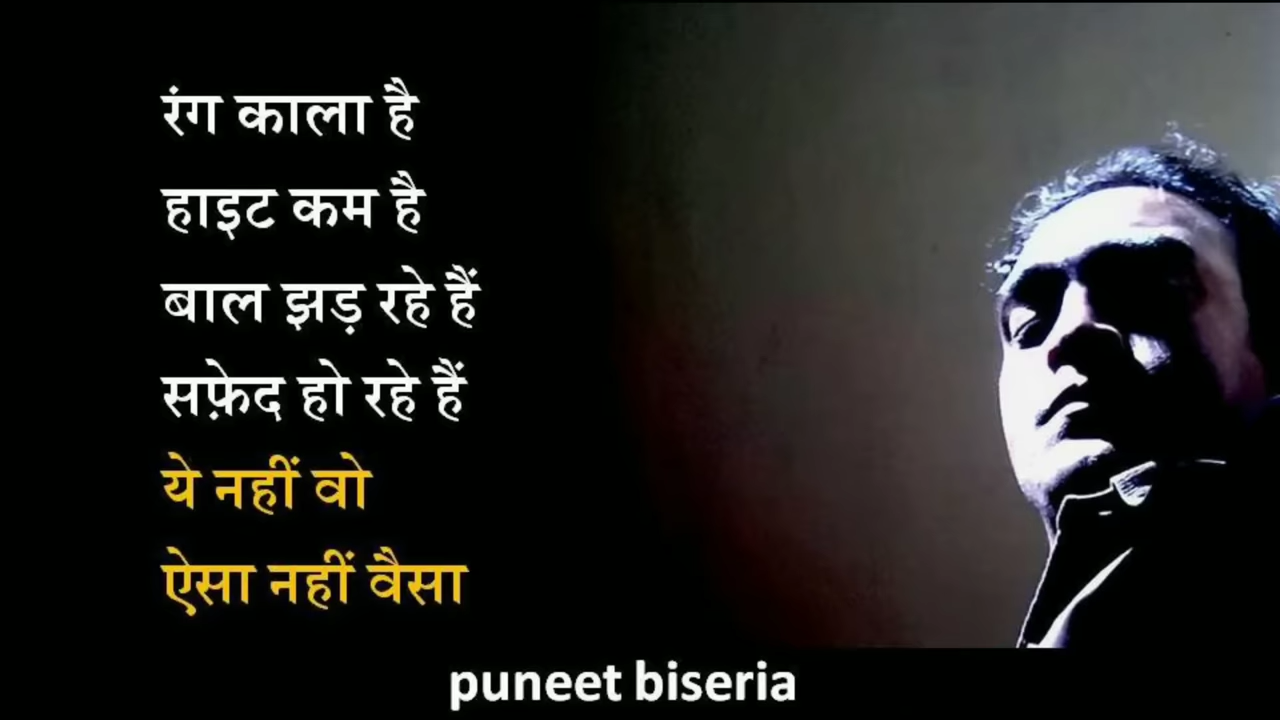 रंग काला है
हाइट कम है
बाल झड़ रहे हैं
सफ़ेद हो रहे हैं
ये नहीं वो
ऐसा नहीं वैसा
puneet biseria